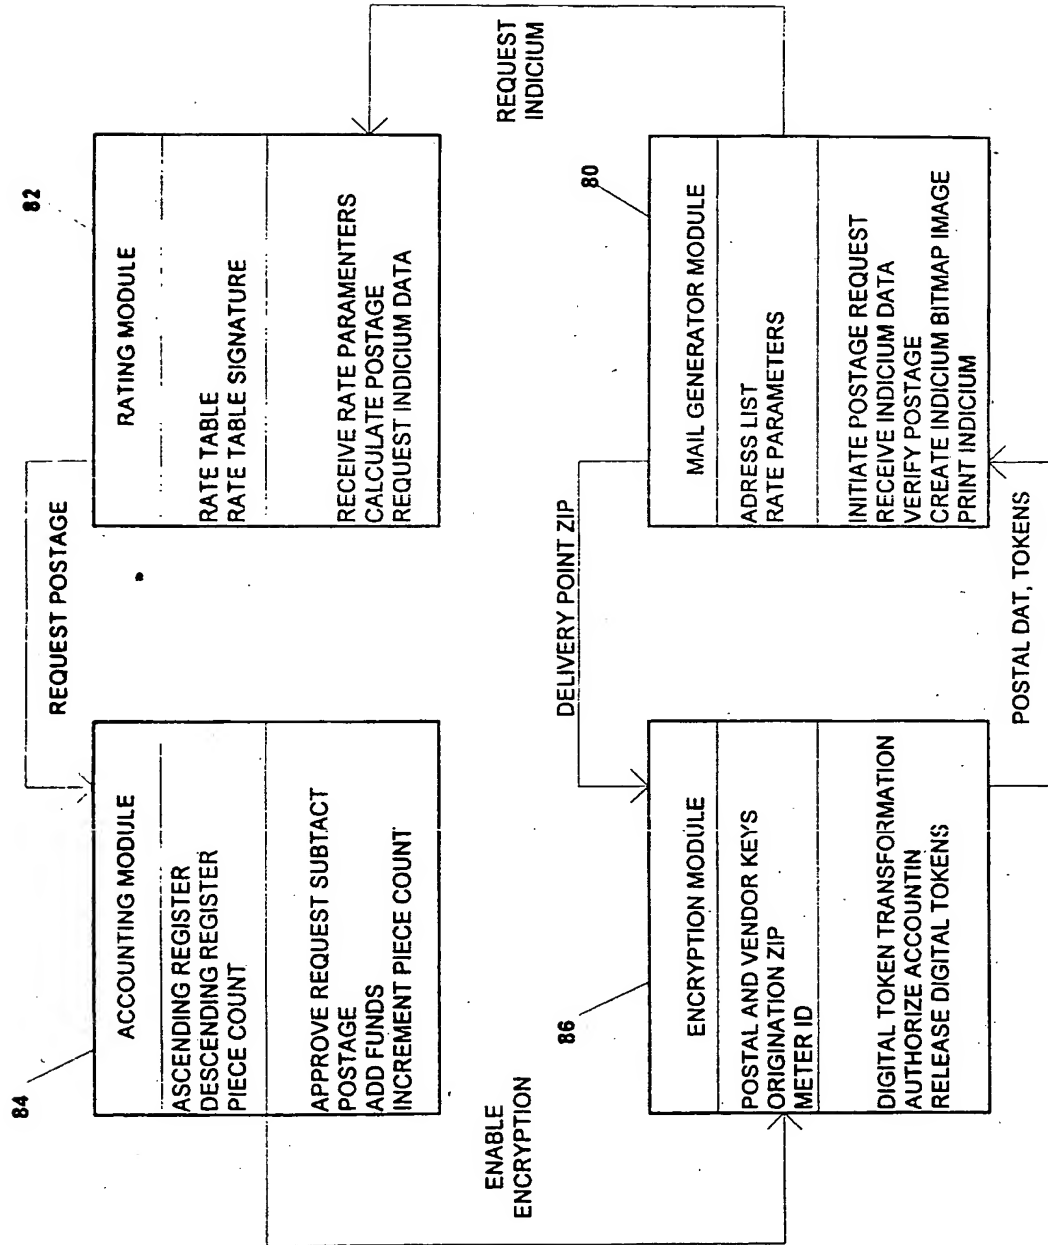 REQUEST POSTAGE
84
82
ACCOUNTING MODULE
ASCENDING REGISTER
DESCENDING REGISTER
PIECE COUNT
APPROVE REQUEST SUBTACT
POSTAGE
ADD FUNDS
INCREMENT PIECE COUNT
RATING MODULE
RATE TABLE
RATE TABLE SIGNATURE
RECEIVE RATE PARAMENTERS
CALCULATE POSTAGE
REQUEST INDICIUM DATA
ENABLE
ENCRYPTION
REQUEST
INDICIUM
DELIVERY POINT ZIP
86
80
ENCRYPTION MODULE
POSTAL AND VENDOR KEYS
ORIGINATION ZIP
METER ID
DIGITAL TOKEN TRANSFORMATION
AUTHORIZE ACCOUNTIN
RELEASE DIGITAL TOKENS
MAIL GENERATOR MODULE
ADRESS LIST
RATE PARAMETERS
INITIATE POSTAGE REQUEST
RECEIVE INDICIUM DATA
VERIFY POSTAGE
CREATE INDICIUM BITMAP IMAGE
PRINT INDICIUM
POSTAL DAT, TOKENS